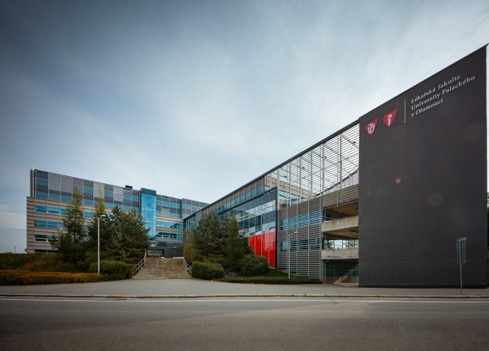 Lékařská fakulta
Univerzity Palackého
v Olomouci